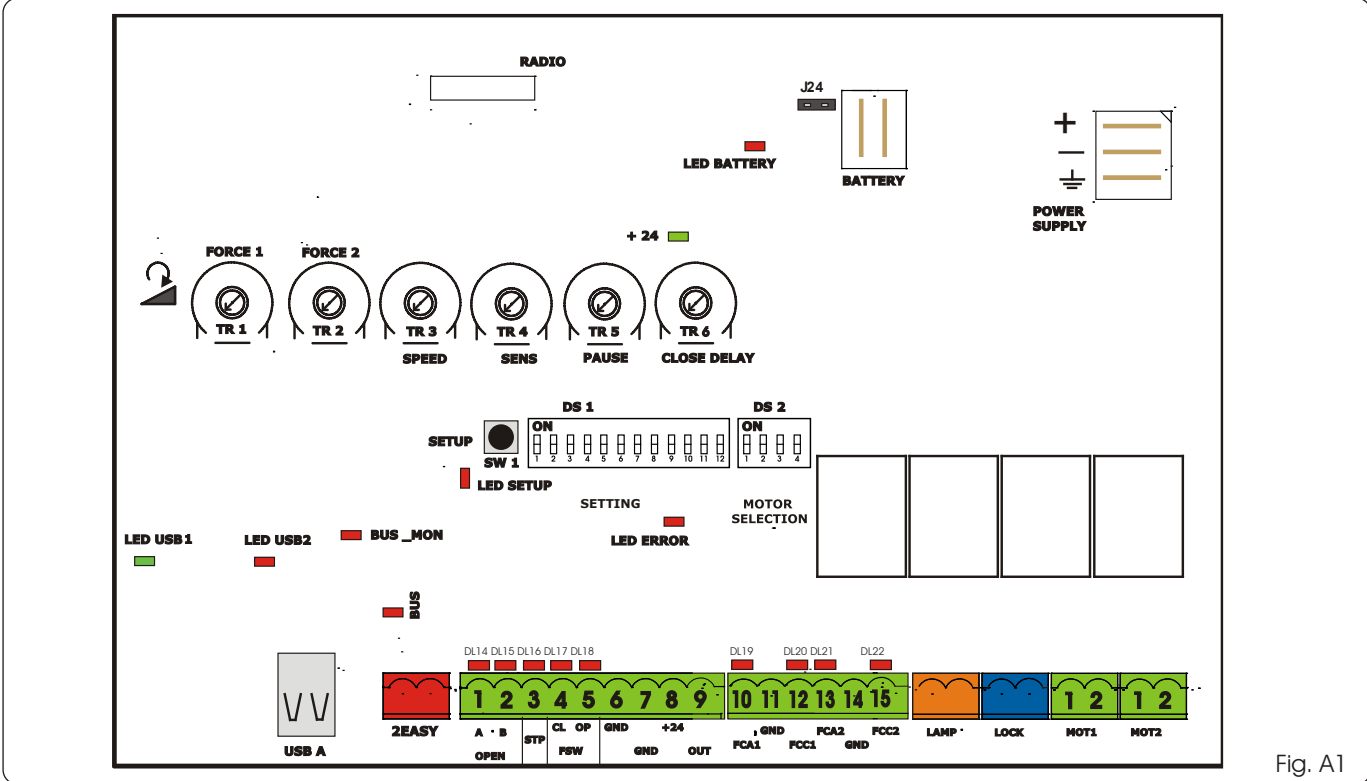 RADIO
J24
LED BATTERY
BATTERY
+
–
POWER
SUPPLY
+ 24
FORCE 1
FORCE 2
TR 1
TR 2
TR 3
TR 4
TR 5
TR 6
SPEED
SENS
PAUSE
CLOSE DELAY
DS 1
DS 2
ON
ON
SETUP
1 2 3 4 5 6 7 8 9 10 11 12
1 2 3 4
SW 1
LED SETUP
SETTING
MOTOR
SELECTION
LED ERROR
LED USB1
LED USB2
BUS _MON
BUS
DL14 DL15 DL16 DL17 DL18
DL19 DL20 DL21 DL22
1 2 3 4 5 6 7 8 9
10 11 12 13 14 15
1 2
1 2
2EASY
A B
OPEN
STP
CL OP
FSW
GND
GND
+24
OUT
FCA1
GND
FCC1
FCA2
GND
FCC2
LAMP
LOCK
MOT1
MOT2
USB A
Fig. A1